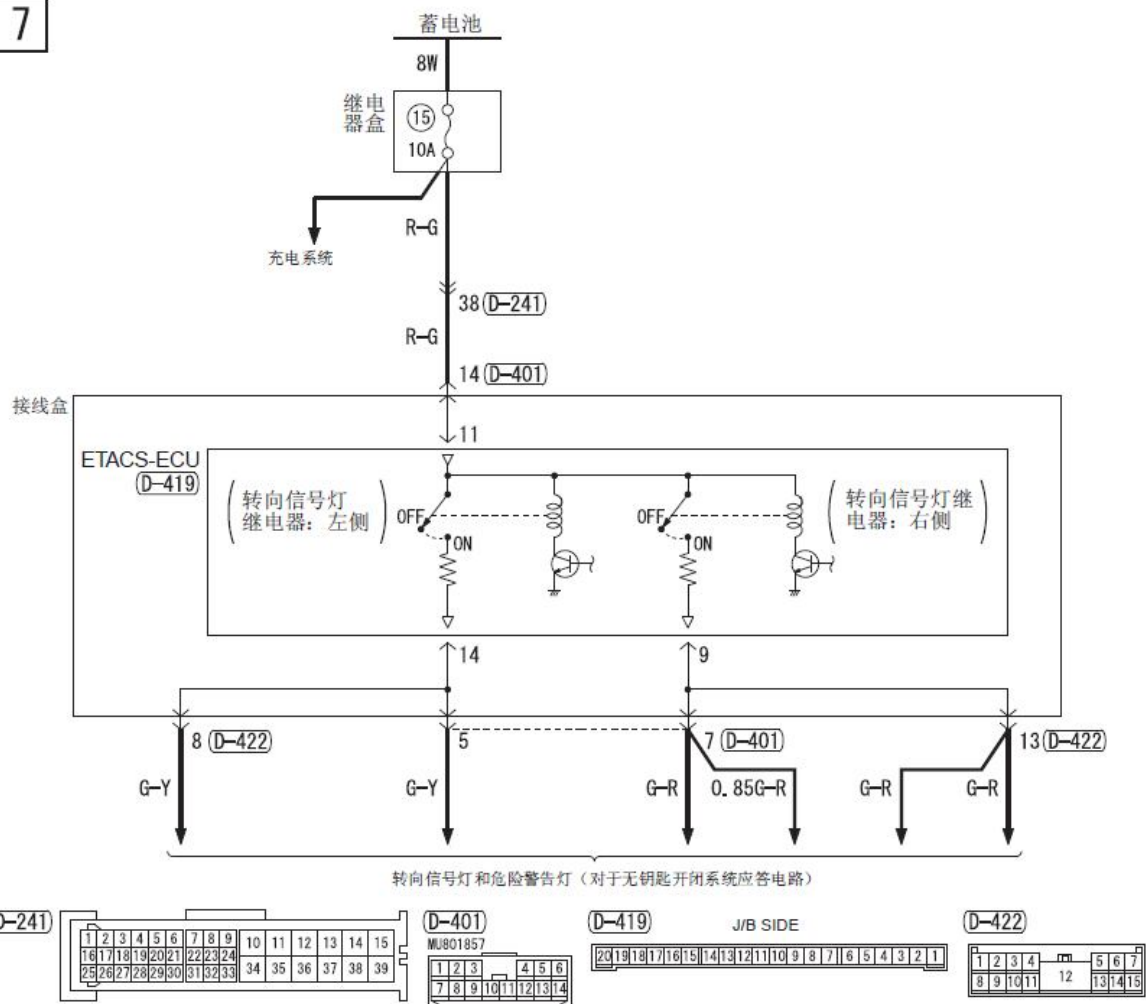 7
蓄电池
8W
继电
器盒
15
10A
R-G
充电系统
38 (D-241)
R-G
14 (D-401)
接线盒
11
ETACS-ECU
(D-419)
(转向信号灯
继电器：左侧)
OFF
ON
OFF
ON
(转向信号灯继
电器：右侧)
14
9
8 (D-422)
5
7 (D-401)
13 (D-422)
G-Y
G-Y
G-R
0.85G-R
G-R
G-R
转向信号灯和危险警告灯（对于无钥匙开闭系统应答电路）
D-241)
1 2 3 4 5 6 7 8 9 10 11 12 13 14 15
16 17 18 19 20 21 22 23 24
25 26 27 28 29 30 31 32 33 34 35 36 37 38 39
(D-401)
MU801857
1 2 3 4 5 6
7 8 9 10 11 12 13 14
(D-419)
J/B SIDE
20 19 18 17 16 15 14 13 12 11 10 9 8 7 6 5 4 3 2 1
(D-422)
1 2 3 4 5 6 7
8 9 10 11 12 13 14 15